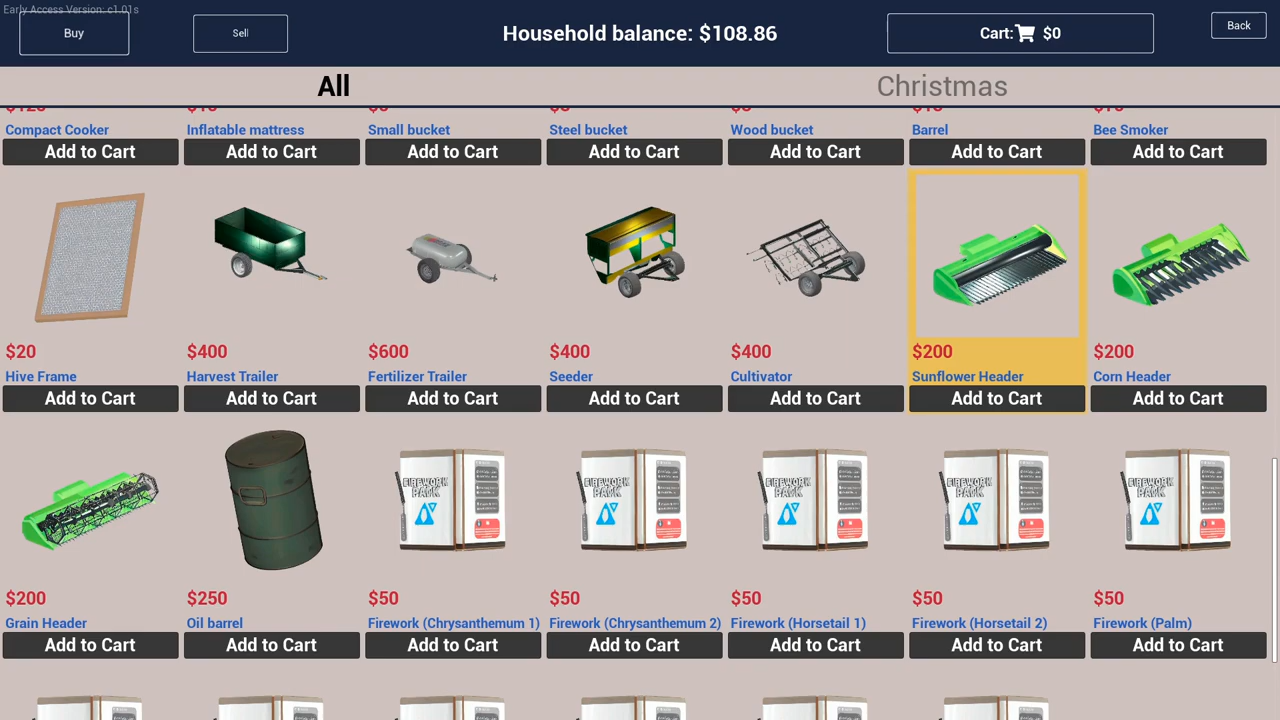 Early Access Version: c1.01s
Buy
Sell
Household balance: $108.86
Cart: $0
Back
All
Christmas
Compact Cooker
Inflatable mattress
Small bucket
Steel bucket
Wood bucket
Barrel
Bee Smoker
Add to Cart
Add to Cart
Add to Cart
Add to Cart
Add to Cart
Add to Cart
Add to Cart
$20
$400
$600
$400
$400
$200
$200
Hive Frame
Harvest Trailer
Fertilizer Trailer
Seeder
Cultivator
Sunflower Header
Corn Header
Add to Cart
Add to Cart
Add to Cart
Add to Cart
Add to Cart
Add to Cart
Add to Cart
FIREWORK
FIREWORK
FIREWORK
FIREWORK
FIREWORK
$200
$250
$50
$50
$50
$50
$50
Grain Header
Oil barrel
Firework (Chrysanthemum 1)
Firework (Chrysanthemum 2)
Firework (Horsetail 1)
Firework (Horsetail 2)
Firework (Palm)
Add to Cart
Add to Cart
Add to Cart
Add to Cart
Add to Cart
Add to Cart
Add to Cart